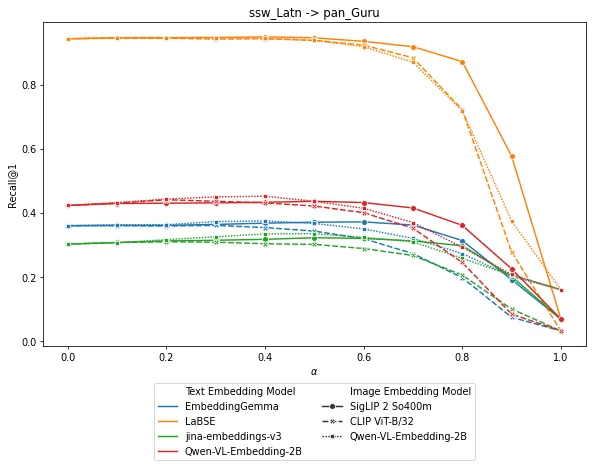 ssw_Latn -> pan_Guru
Recall@1
0.8
0.6
0.4
0.2
0.0
0.0 0.2 0.4 0.6 0.8 1.0
α
Text Embedding Model Image Embedding Model
EmbeddingGemma SigLIP 2 So400m
LaBSE CLIP ViT-B/32
jina-embeddings-v3 Qwen-VL-Embedding-2B
Qwen-VL-Embedding-2B